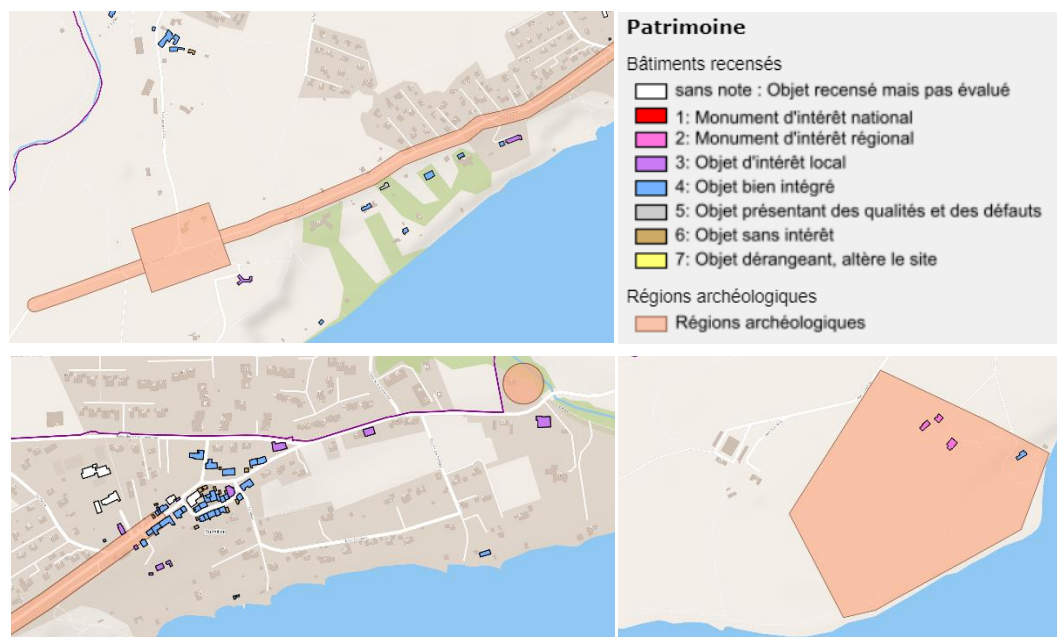 Patrimoine
Bâtiments recensés
sans note : Objet recensé mais pas évalué
1: Monument d'intérêt national
2: Monument d'intérêt régional
3: Objet d'intérêt local
4: Objet bien intégré
5: Objet présentant des qualités et des défauts
6: Objet sans intérêt
7: Objet dérangeant, altère le site
Régions archéologiques
Régions archéologiques